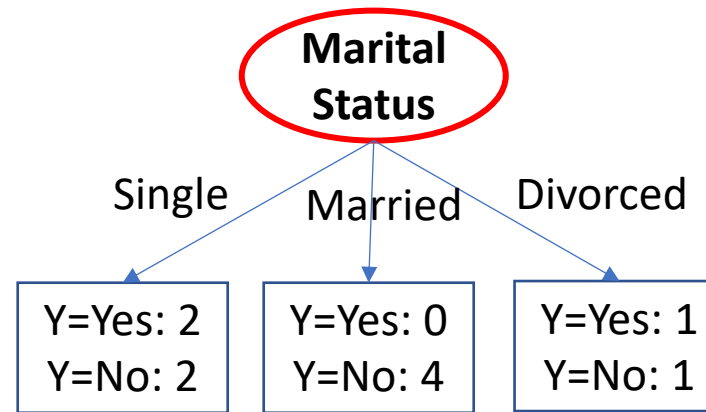 Marital
Status
Single
Married
Divorced
Y=Yes: 2
Y=No: 2
Y=Yes: 0
Y=No: 4
Y=Yes: 1
Y=No: 1